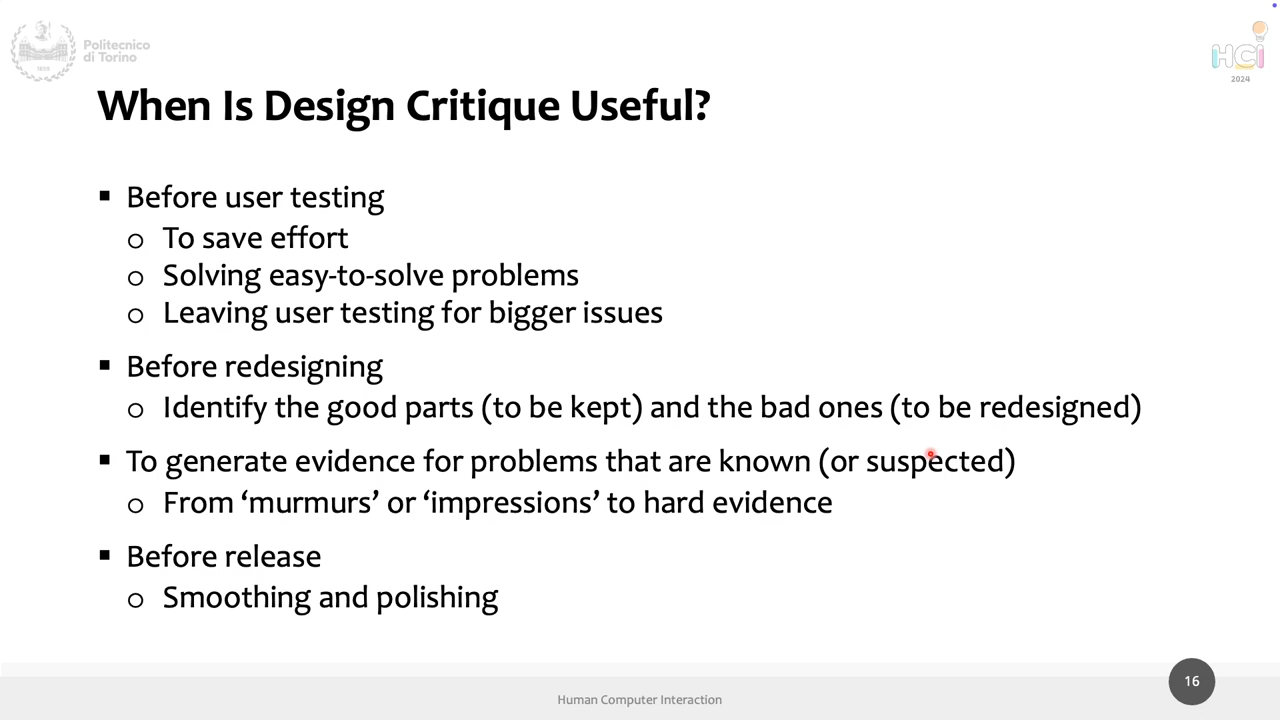 Politecnico
di Torino
1859
HCI
2024
When Is Design Critique Useful?
▪ Before user testing
o To save effort
o Solving easy-to-solve problems
o Leaving user testing for bigger issues
▪ Before redesigning
o Identify the good parts (to be kept) and the bad ones (to be redesigned)
▪ To generate evidence for problems that are known (or suspected)
o From ‘murmurs’ or ‘impressions’ to hard evidence
▪ Before release
o Smoothing and polishing
Human Computer Interaction
16